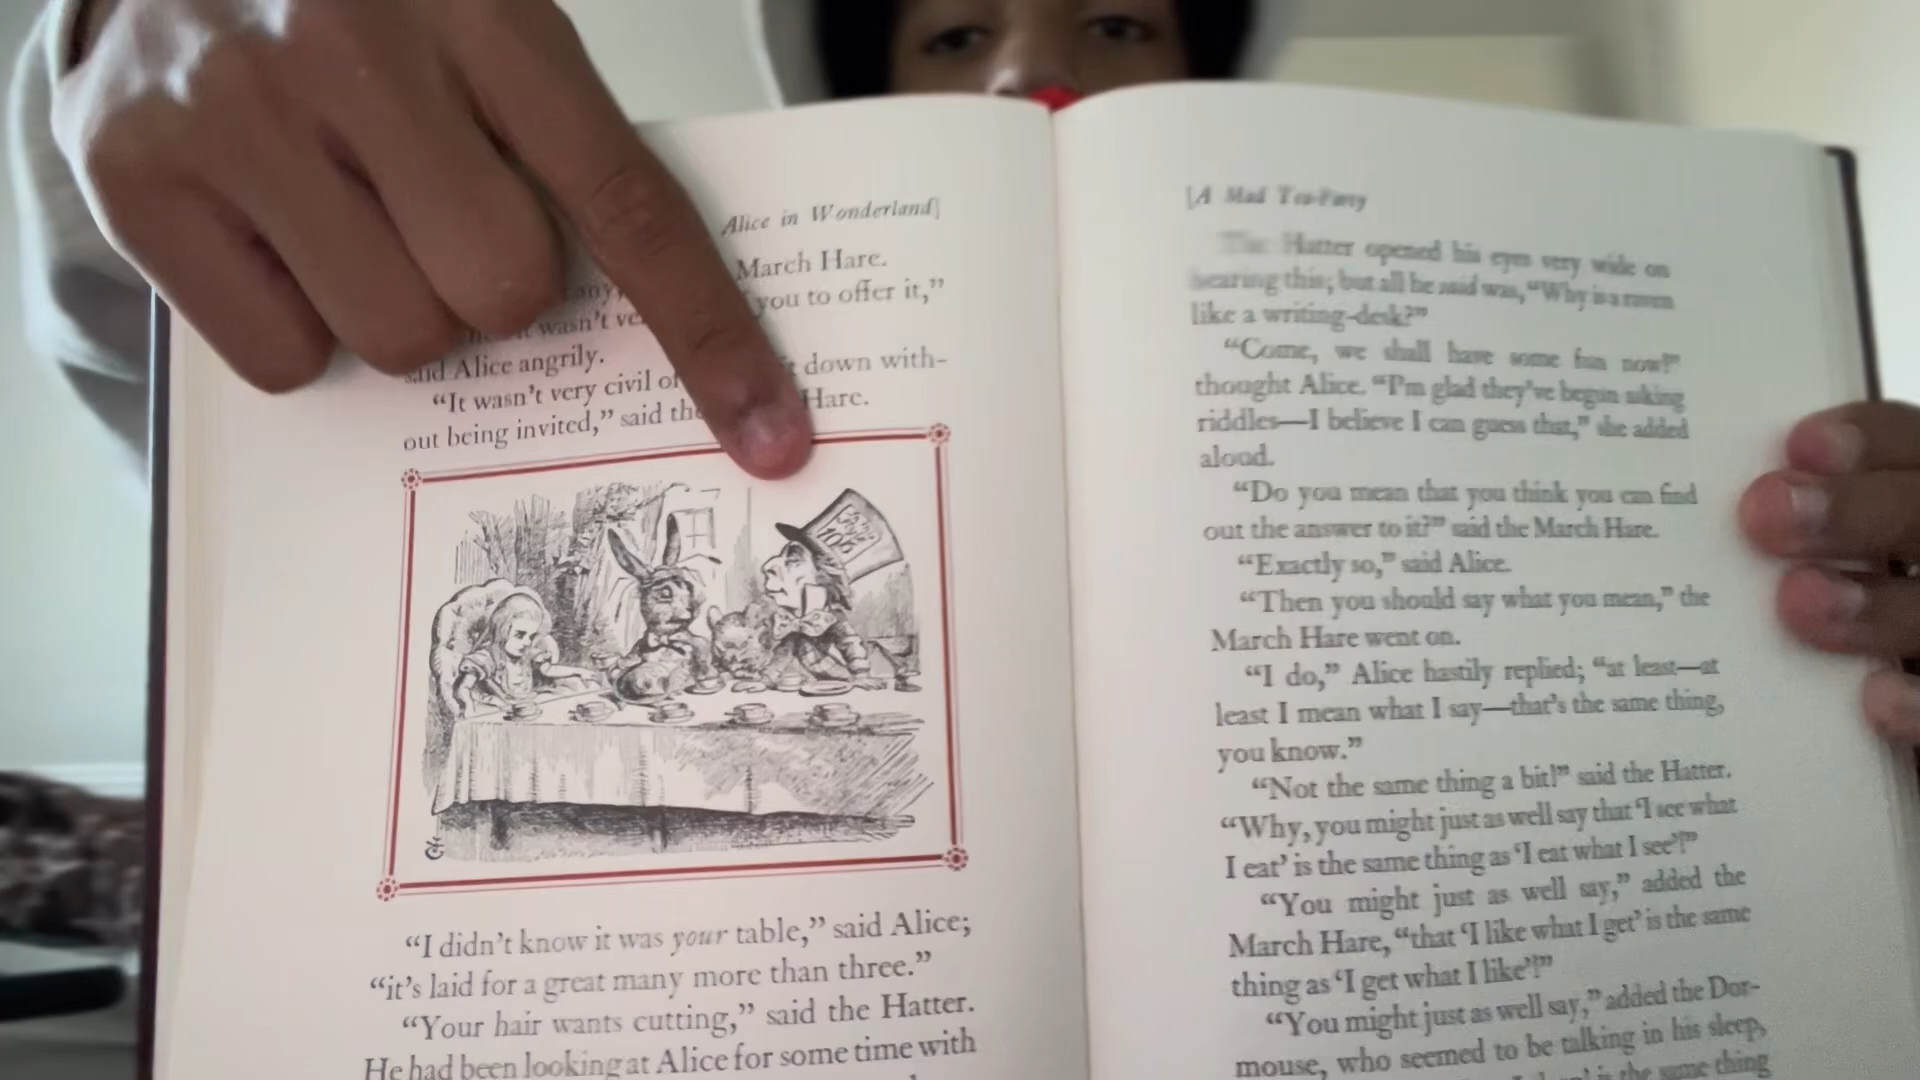 Alice in Wonderland]
March Hare.
you to offer it,”
wasn’t
said Alice angrily.
“It wasn’t very civil of down with-
out being invited,” said the Hare.
“I didn’t know it was your table,” said Alice;
“it’s laid for a great many more than three.”
“Your hair wants cutting,” said the Hatter.
He had been looking at Alice for some time with
[A Mad Tea-Party
Hatter opened his eyes very wide on
hearing this; but all he said was, “Why is a raven
like a writing-desk?”
“Come, we shall have some fun now!”
thought Alice. “I’m glad they’ve begun asking
riddles—I believe I can guess that,” she added
aloud.
“Do you mean that you think you can find
out the answer to it?” said the March Hare.
“Exactly so,” said Alice.
“Then you should say what you mean,” the
March Hare went on.
“I do,” Alice hastily replied; “at least—at
least I mean what I say—that’s the same thing,
you know.”
“Not the same thing a bit!” said the Hatter.
“Why, you might just as well say that ‘I see what
I eat’ is the same thing as ‘I eat what I see’!”
“You might just as well say,” added the
March Hare, “that ‘I like what I get’ is the same
thing as ‘I get what I like’!”
“You might just as well say,” added the Dor-
mouse, who seemed to be talking in his sleep,
is the same thing